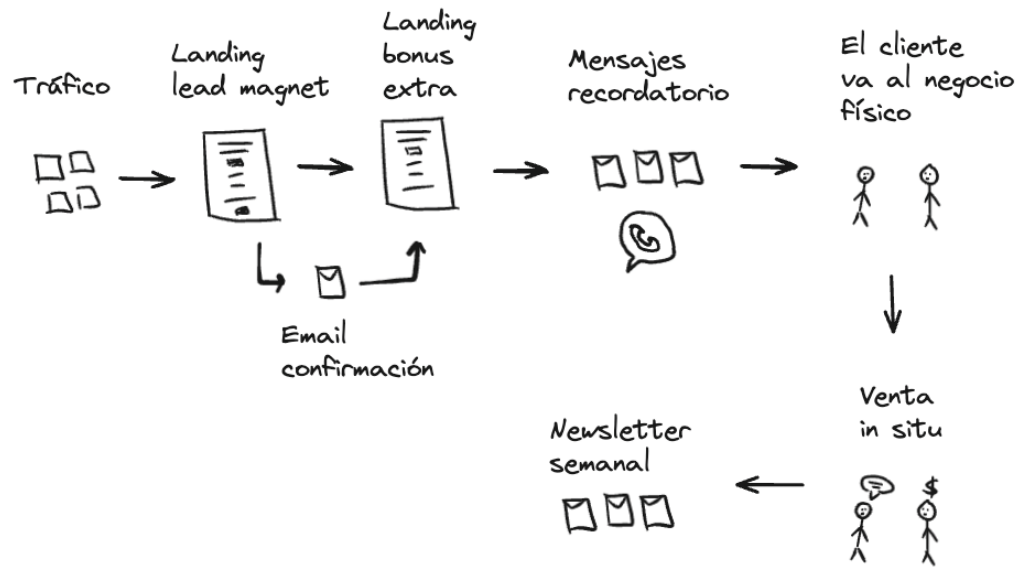 Tráfico
Landing
lead magnet
Landing
bonus
extra
Mensajes
recordatorio
El cliente
va al negocio
físico
Email
confirmación
Venta
in situ
$
Newsletter
semanal